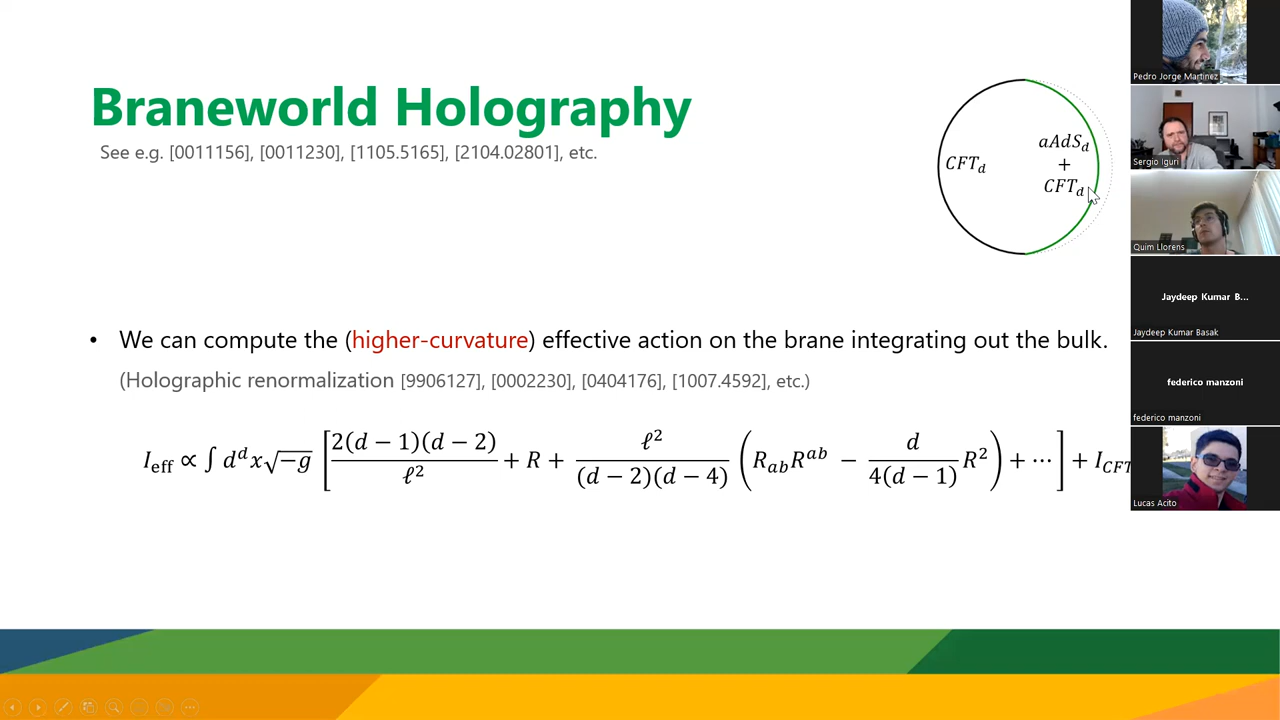 Braneworld Holography
See e.g. [0011156], [0011230], [1105.5165], [2104.02801], etc.
CFT_d
aAdS_d
+
CFT_d
• We can compute the (higher-curvature) effective action on the brane integrating out the bulk.
(Holographic renormalization [9906127], [0002230], [0404176], [1007.4592], etc.)
I_eff ∝ ∫ d^d x √−g [ 2(d − 1)(d − 2)/ℓ^2 + R + ℓ^2/((d − 2)(d − 4)) ( R_ab R^ab − d/(4(d − 1)) R^2 ) + ⋯ ] + I_CFT
Pedro Jorge Martinez
Sergio Iguri
Quim Llorens
Jaydeep Kumar B...
Jaydeep Kumar Basak
federico manzoni
federico manzoni
Lucas Acito